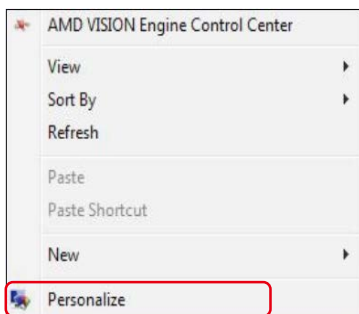 AMD VISION Engine Control Center
View
Sort By
Refresh
Paste
Paste Shortcut
New
Personalize